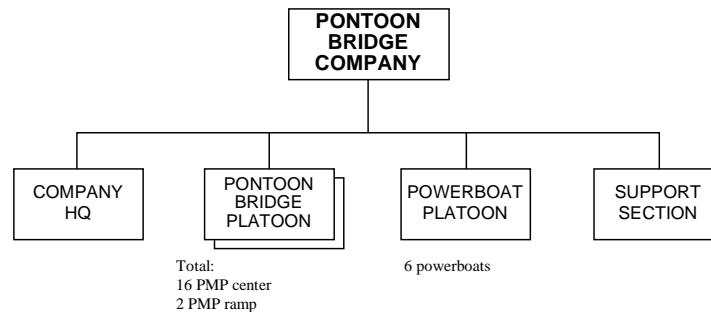 PONTOON
BRIDGE
COMPANY
COMPANY
HQ
PONTOON
BRIDGE
PLATOON
POWERBOAT
PLATOON
SUPPORT
SECTION
Total:
16 PMP center
2 PMP ramp
6 powerboats